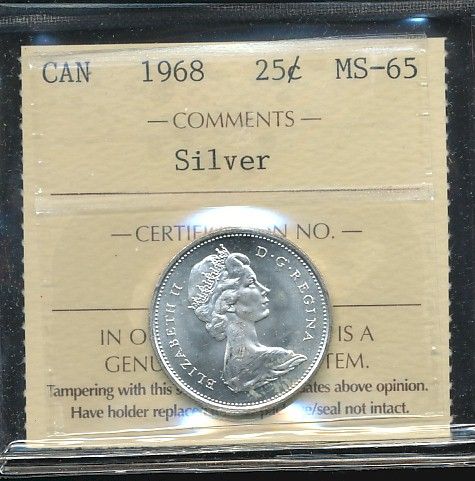 CAN 1968 25¢ MS-65
— COMMENTS —
Silver
— CERTIFI N NO. —
ELIZABETH II D·G·REGINA
IN O IS A
GENU TEM.
Tampering with this s ates above opinion.
Have holder replace /seal not intact.